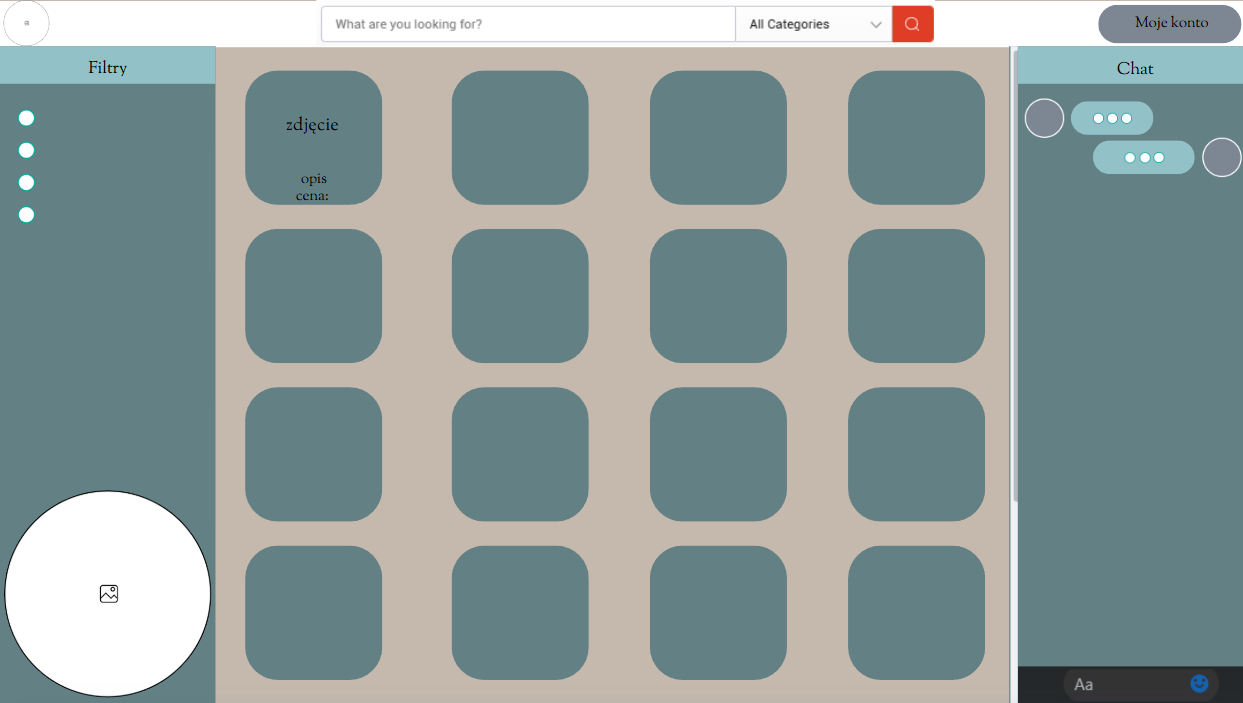 What are you looking for?
All Categories
Moje konto
Filtry
Chat
zdjęcie
opis
cena:
Aa